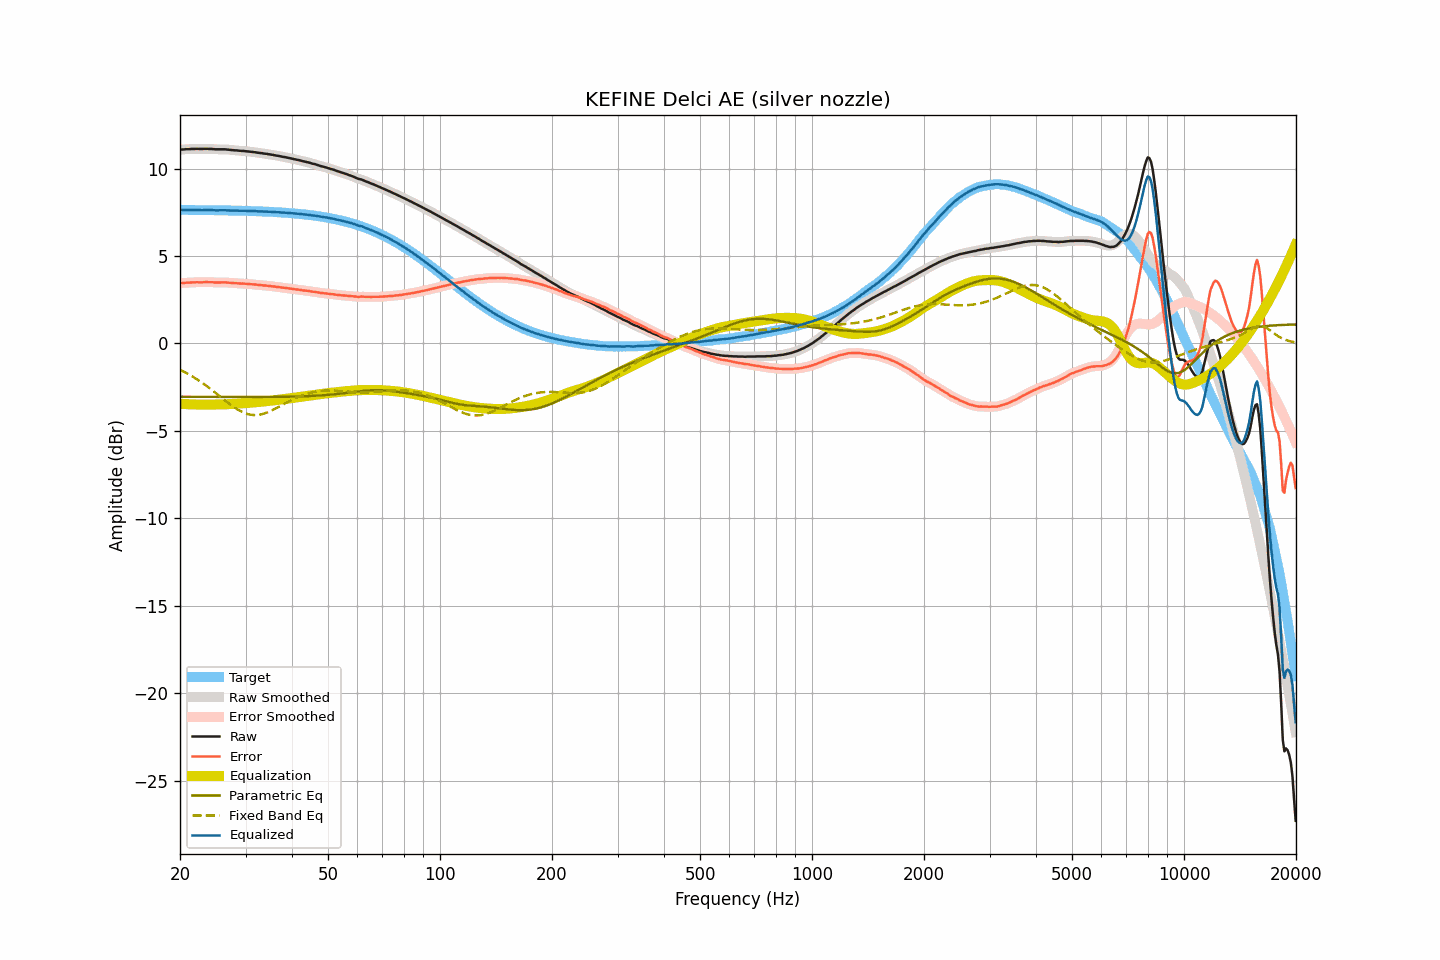 KEFINE Delci AE (silver nozzle)
10
5
0
−5
−10
−15
−20
−25
Amplitude (dBr)
Target
Raw Smoothed
Error Smoothed
Raw
Error
Equalization
Parametric Eq
Fixed Band Eq
Equalized
20 50 100 200 500 1000 2000 5000 10000 20000
Frequency (Hz)